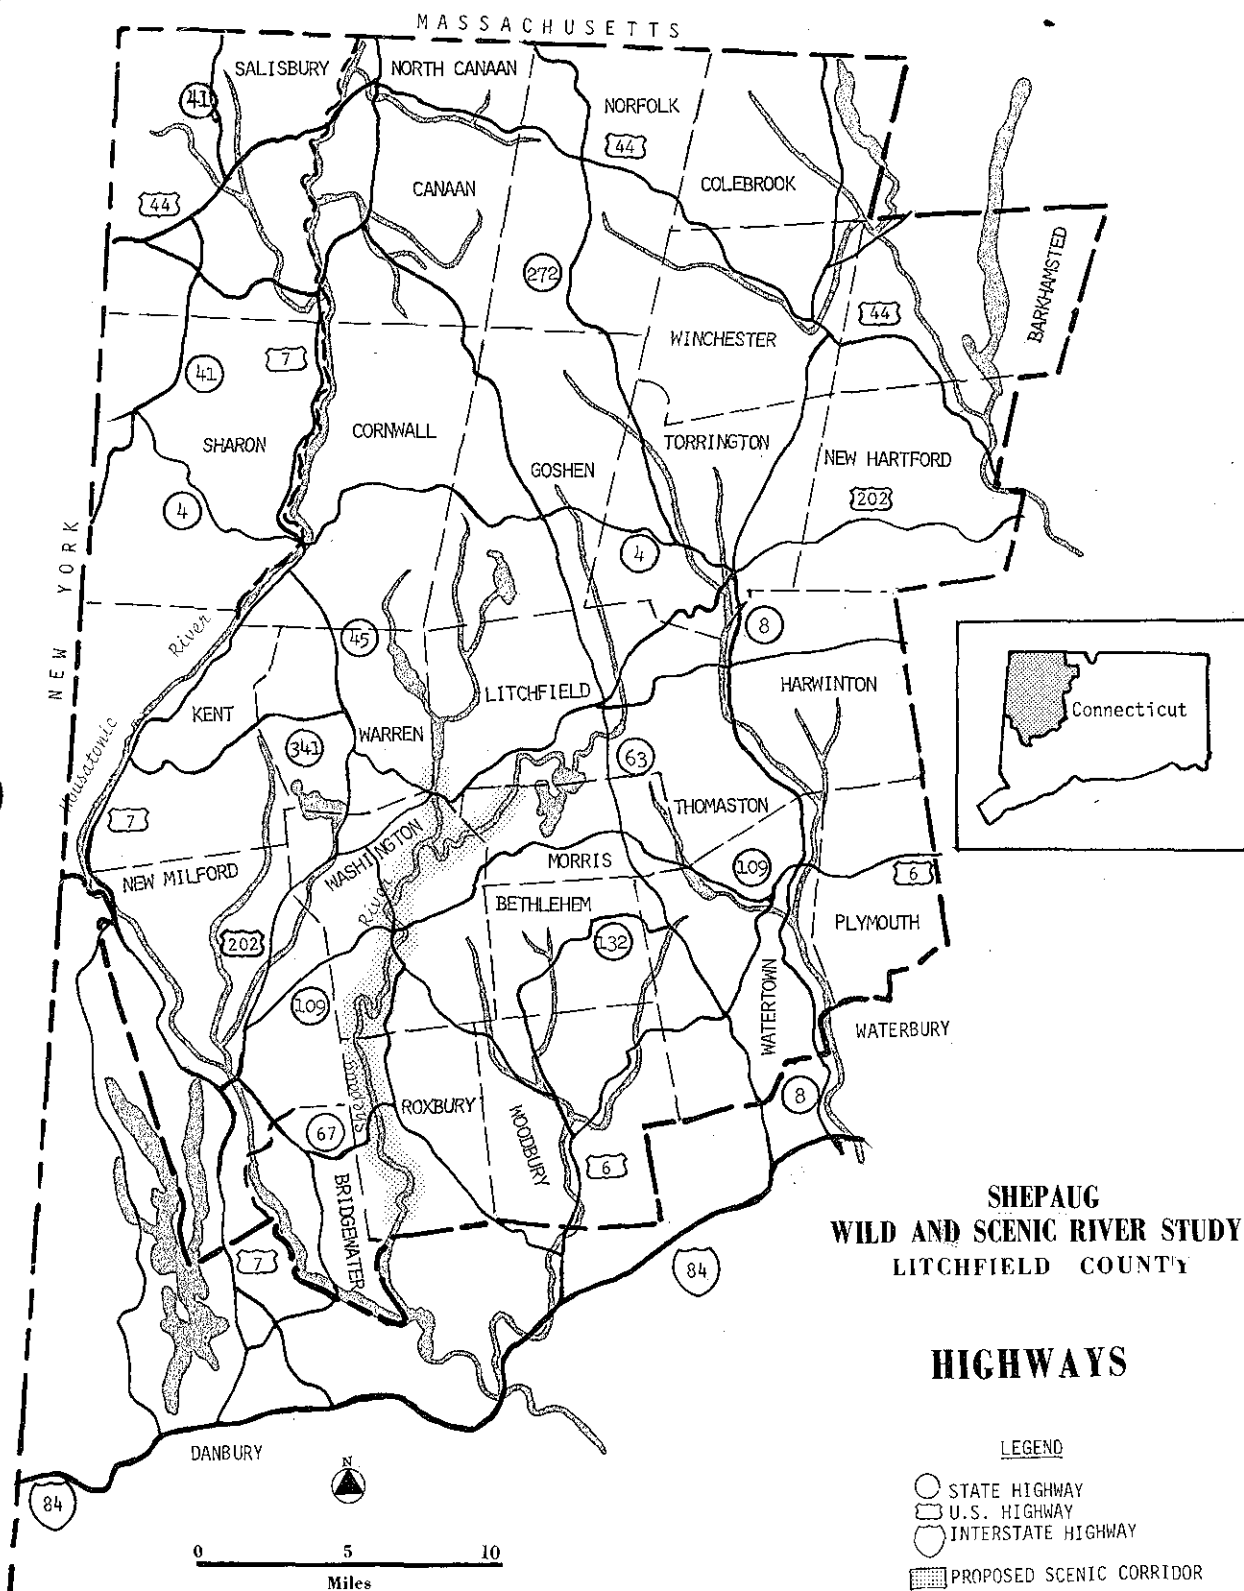 MASSACHUSETTS
SALISBURY
NORTH CANAAN
41
NORFOLK
44
CANAAN
COLEBROOK
44
272
BARKHAMSTED
44
WINCHESTER
7
41
CORNWALL
SHARON
TORRINGTON
GOSHEN
NEW HARTFORD
202
4
4
NEW YORK
River
45
8
LITCHFIELD
HARWINTON
KENT
WARREN
341
63
Connecticut
Housatonic
7
THOMASTON
WASHINGTON
MORRIS
109
6
NEW MILFORD
River
BETHLEHEM
PLYMOUTH
202
132
109
WATERTOWN
WATERBURY
Shepaug
ROXBURY
8
67
WOODBURY
6
BRIDGEWATER
7
84
SHEPAUG
WILD AND SCENIC RIVER STUDY
LITCHFIELD COUNTY
HIGHWAYS
DANBURY
N
84
0 5 10
Miles
LEGEND
STATE HIGHWAY
U.S. HIGHWAY
INTERSTATE HIGHWAY
PROPOSED SCENIC CORRIDOR